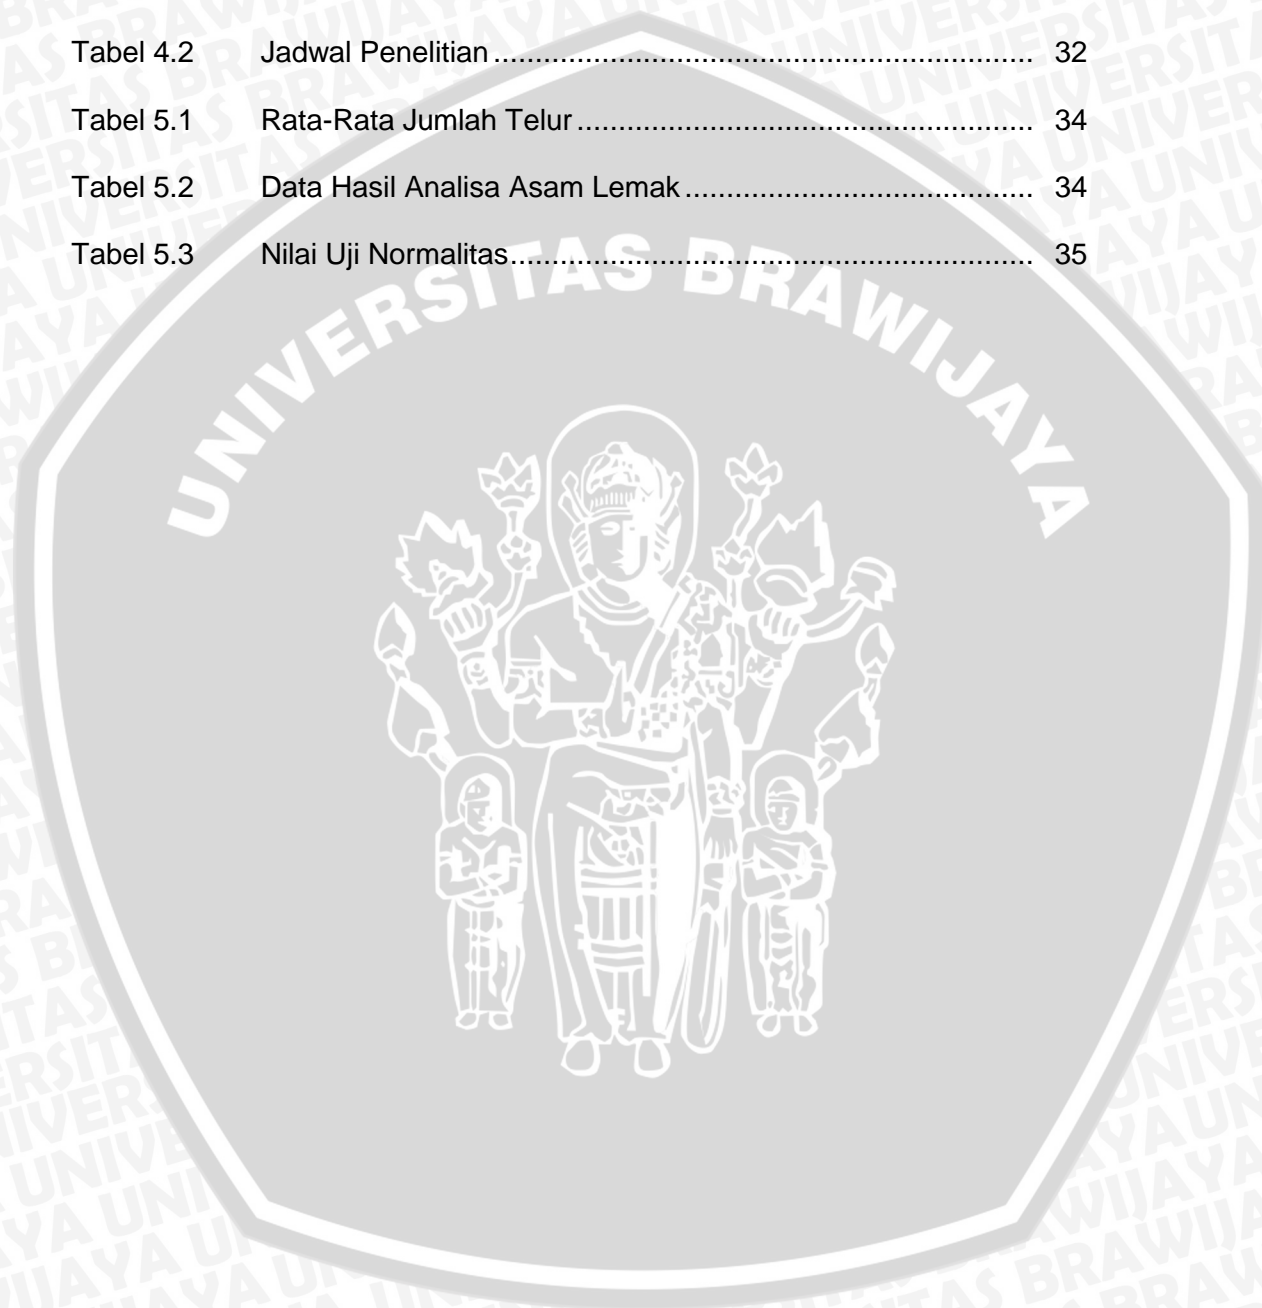 Tabel 4.2 Jadwal Penelitian ................................................................ 32
Tabel 5.1 Rata-Rata Jumlah Telur ...................................................... 34
Tabel 5.2 Data Hasil Analisa Asam Lemak ......................................... 34
Tabel 5.3 Nilai Uji Normalitas.............................................................. 35
UNIVERSITAS BRAWIJAYA